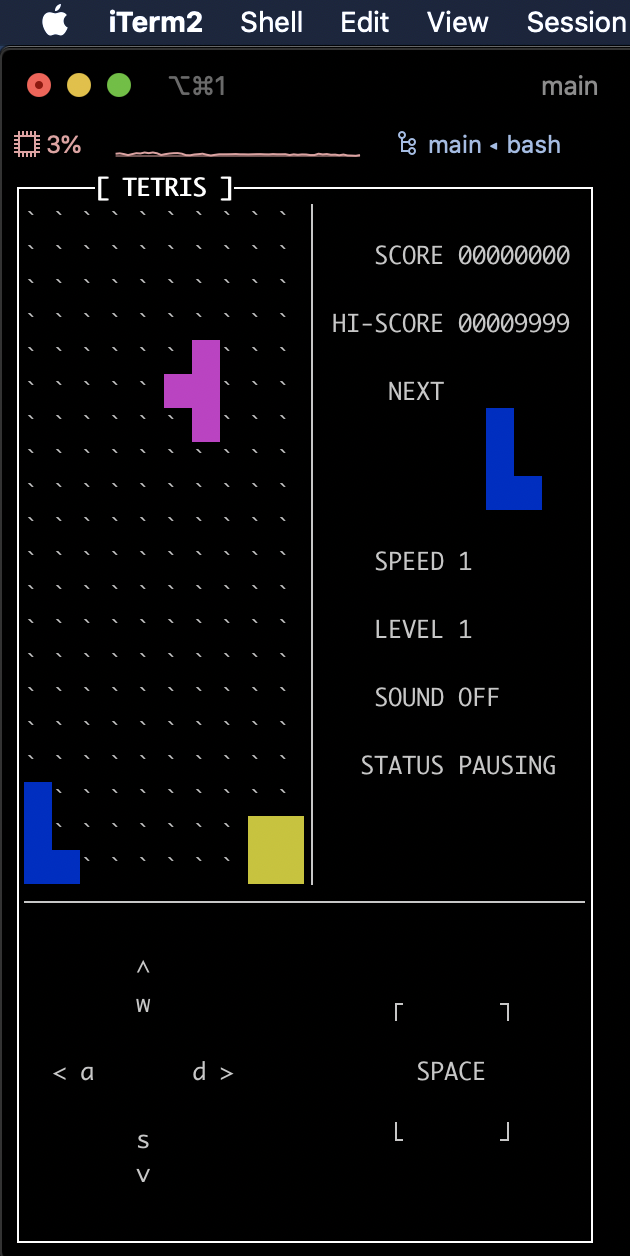 iTerm2 Shell Edit View Session
⌥⌘1 main
3% main ◂ bash
[ TETRIS ]
SCORE 00000000
HI-SCORE 00009999
NEXT
SPEED 1
LEVEL 1
SOUND OFF
STATUS PAUSING
^
w
< a d > SPACE
s
v